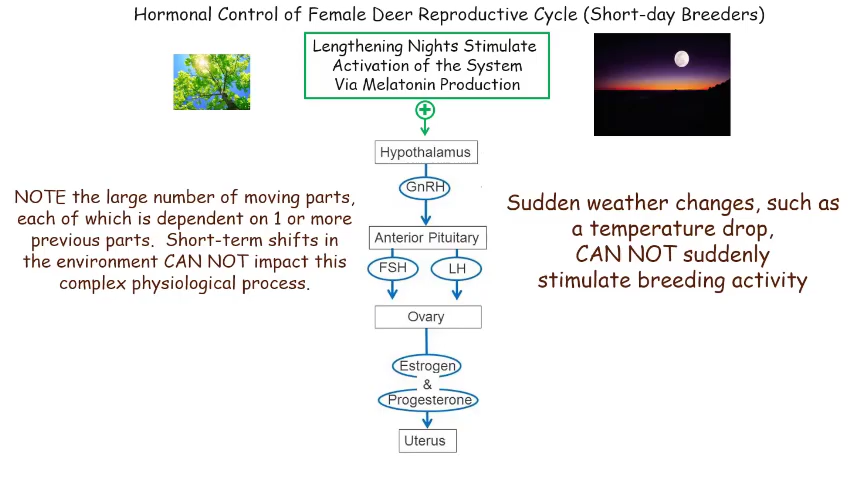 Hormonal Control of Female Deer Reproductive Cycle (Short-day Breeders)
Lengthening Nights Stimulate
Activation of the System
Via Melatonin Production
Hypothalamus
GnRH
NOTE the large number of moving parts,
each of which is dependent on 1 or more
previous parts. Short-term shifts in
the environment CAN NOT impact this
complex physiological process.
Sudden weather changes, such as
a temperature drop,
CAN NOT suddenly
stimulate breeding activity
Anterior Pituitary
FSH
LH
Ovary
Estrogen
&
Progesterone
Uterus